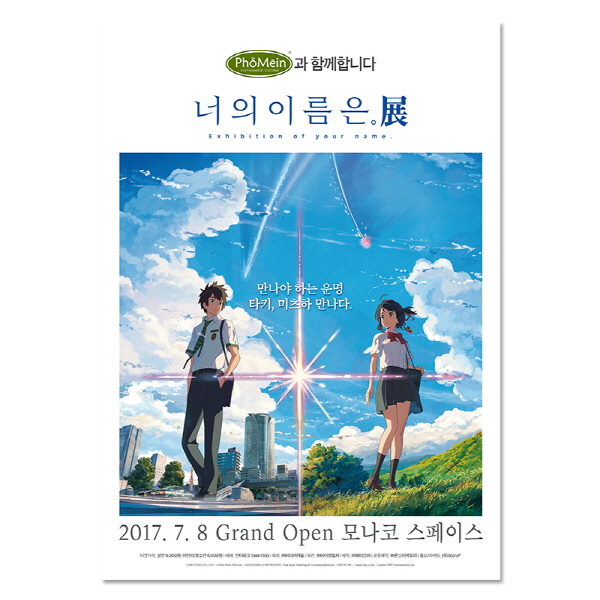 PhởMein 과 함께합니다
VIETNAMESE CUISINE
너의이름은。展
Exhibition of your name.
만나야 하는 운명
타키, 미츠하 만나다.
2017. 7. 8 Grand Open 모나코 스페이스